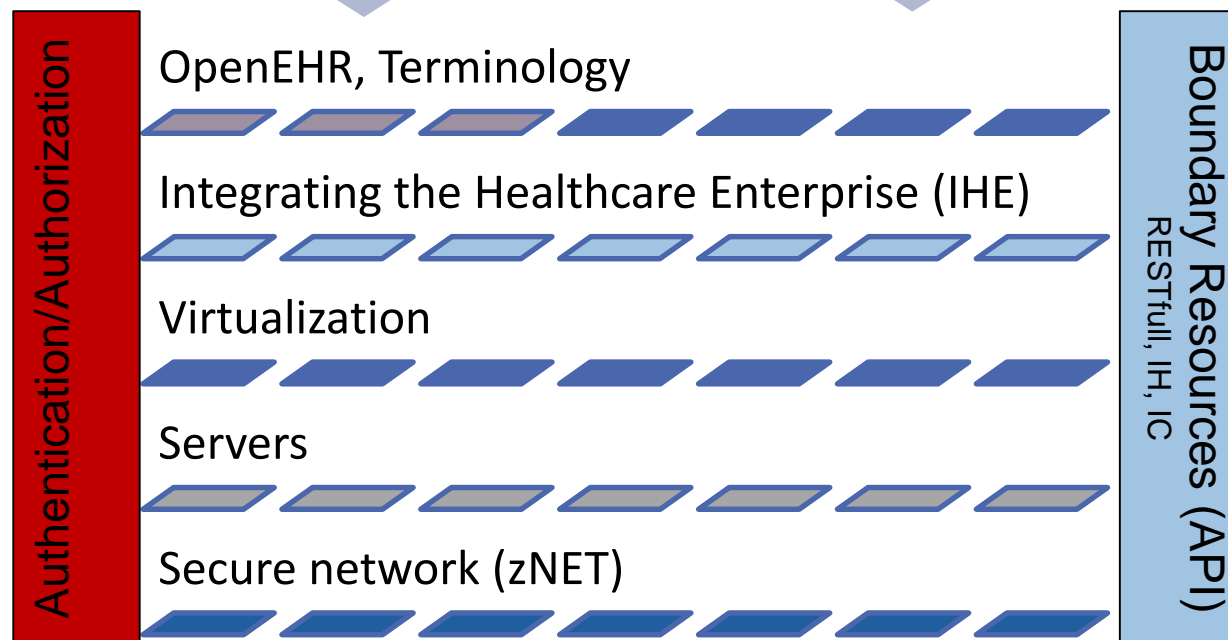 Authentication/Authorization
OpenEHR, Terminology
Integrating the Healthcare Enterprise (IHE)
Virtualization
Servers
Secure network (zNET)
Boundary Resources (API)
RESTfull, IH, IC